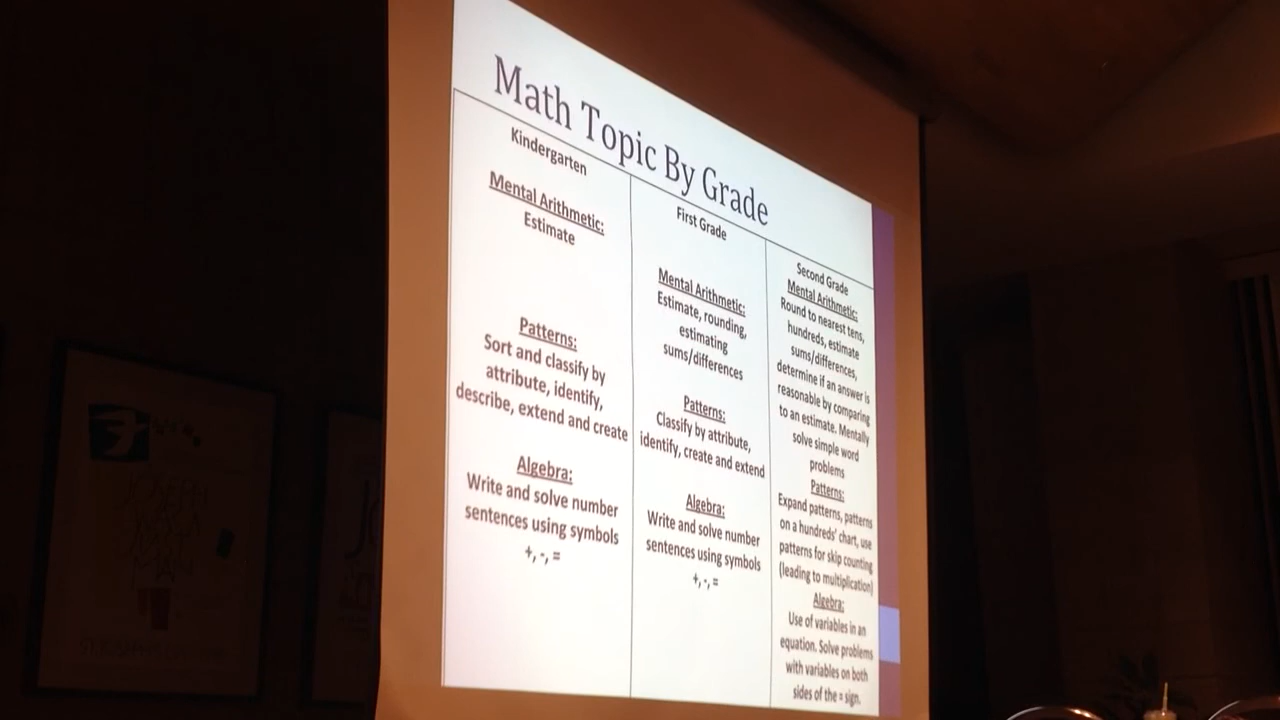 Math Topic By Grade
Kindergarten
Mental Arithmetic:
Estimate
Patterns:
Sort and classify by
attribute, identify,
describe, extend and create
Algebra:
Write and solve number
sentences using symbols
+, -, =
First Grade
Mental Arithmetic:
Estimate, rounding,
estimating
sums/differences
Patterns:
Classify by attribute,
identify, create and extend
Algebra:
Write and solve number
sentences using symbols
+, -, =
Second Grade
Mental Arithmetic:
Round to nearest tens,
hundreds, estimate
sums/differences,
determine if an answer is
reasonable by comparing
to an estimate. Mentally
solve simple word
problems
Patterns:
Expand patterns, patterns
on a hundreds' chart, use
patterns for skip counting
(leading to multiplication)
Algebra:
Use of variables in an
equation. Solve problems
with variables on both
sides of the = sign.